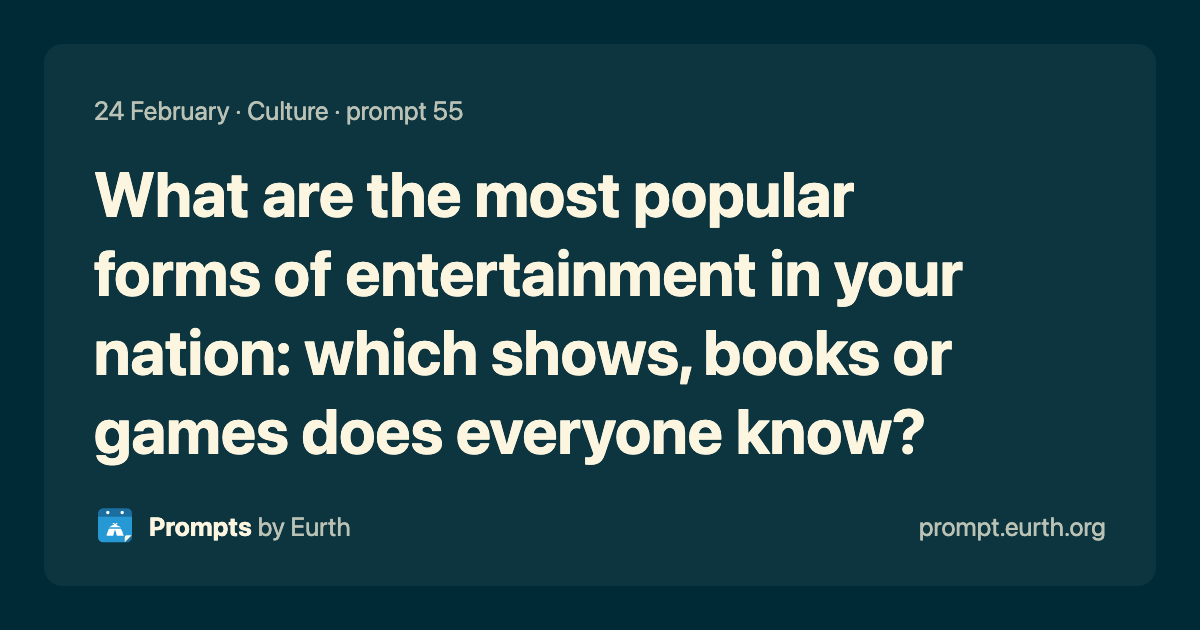 24 February · Culture · prompt 55
What are the most popular
forms of entertainment in your
nation: which shows, books or
games does everyone know?
Prompts by Eurth
prompt.eurth.org